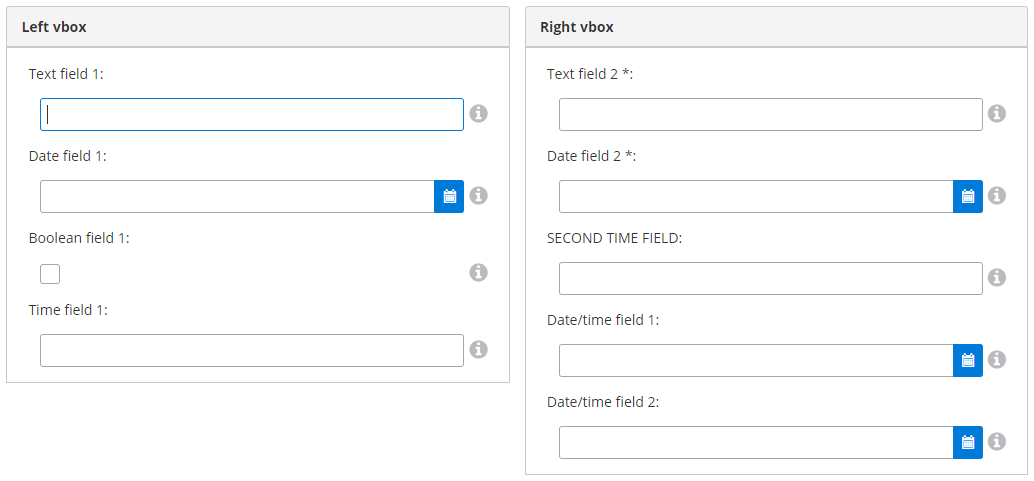 Left vbox
Text field 1:
Date field 1:
Boolean field 1:
Time field 1:
Right vbox
Text field 2 *:
Date field 2 *:
SECOND TIME FIELD:
Date/time field 1:
Date/time field 2: